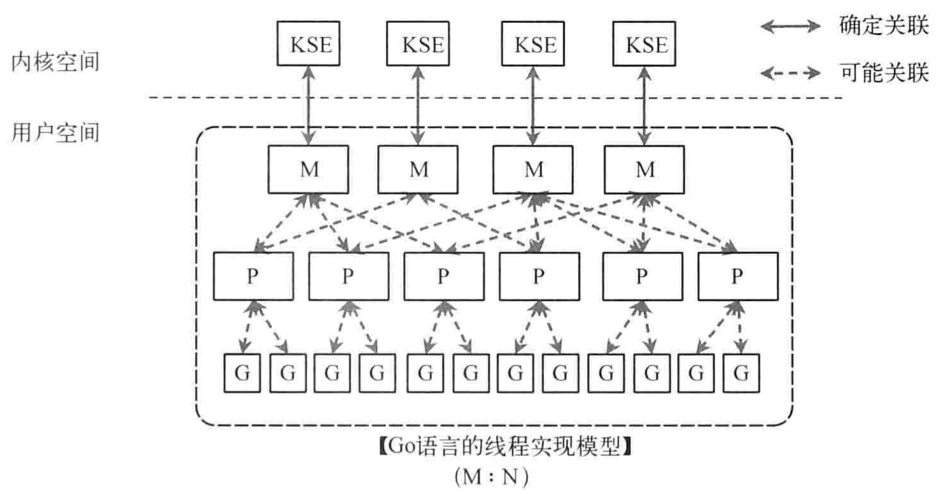 KSE KSE KSE KSE
确定关联
内核空间
可能关联
用户空间
M M M M
P P P P P P
G G G G G G G G G G G G
【Go语言的线程实现模型】
(M:N)